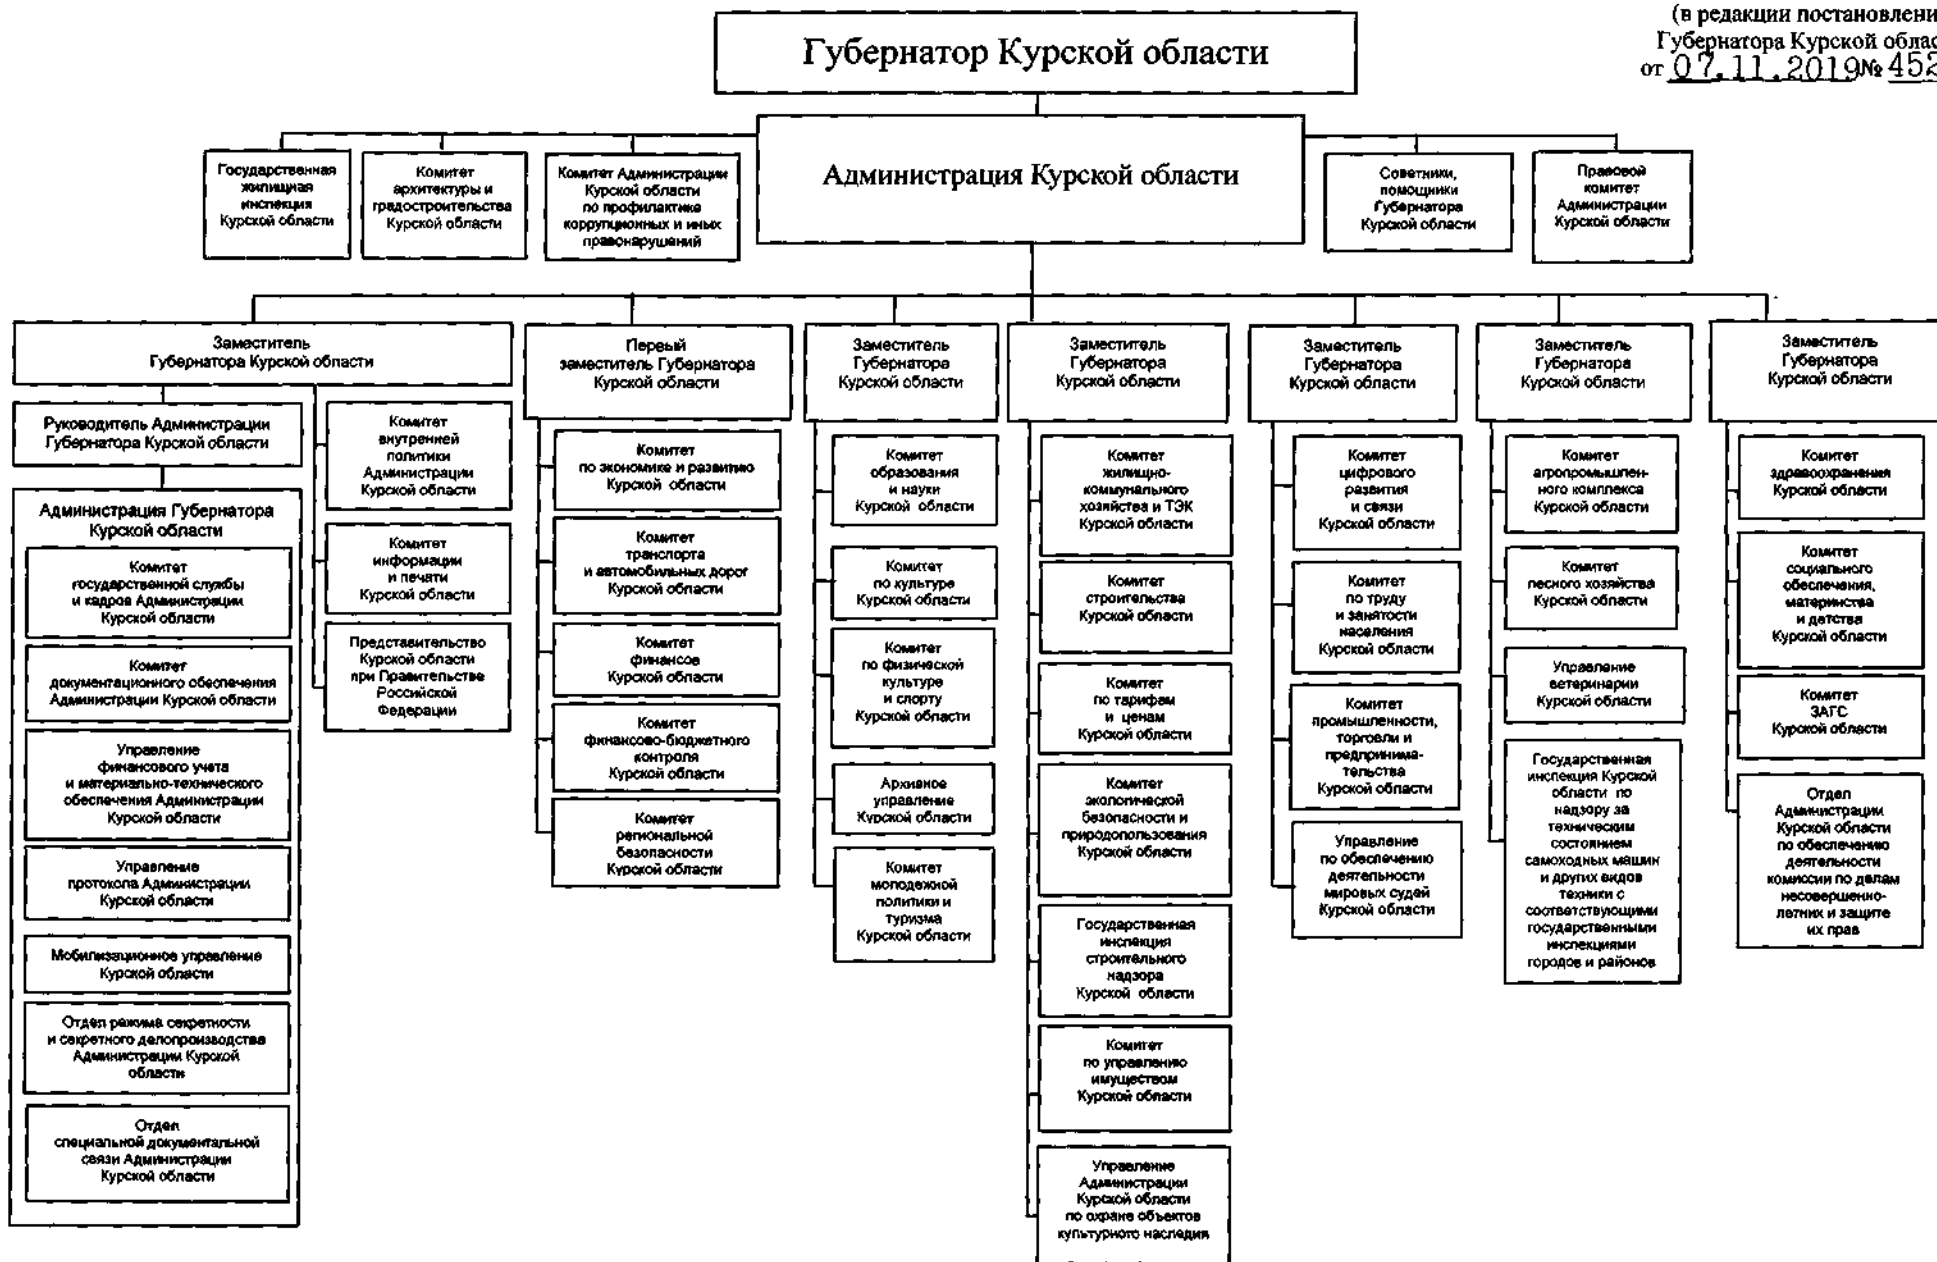 (в редакции постановлени
Губернатора Курской облас
от 07.11.2019 № 452
Губернатор Курской области
Администрация Курской области
Государственная
жилищная
инспекция
Курской области
Комитет
архитектуры и
градостроительства
Курской области
Комитет Администрации
Курской области
по профилактике
коррупционных и иных
правонарушений
Советники,
помощники
Губернатора
Курской области
Правовой
комитет
Администрации
Курской области
Заместитель
Губернатора Курской области
Руководитель Администрации
Губернатора Курской области
Администрация Губернатора
Курской области
Комитет
государственной службы
и кадров Администрации
Курской области
Комитет
документационного обеспечения
Администрации Курской области
Управление
финансового учета
и материально-технического
обеспечения Администрации
Курской области
Управление
протокола Администрации
Курской области
Мобилизационное управление
Курской области
Отдел режима секретности
и секретного делопроизводства
Администрации Курской
области
Отдел
специальной документальной
связи Администрации
Курской области
Комитет
внутренней
политики
Администрации
Курской области
Комитет
информации
и печати
Курской области
Представительство
Курской области
при Правительстве
Российской
Федерации
Первый
заместитель Губернатора
Курской области
Комитет
по экономике и развитию
Курской области
Комитет
транспорта
и автомобильных дорог
Курской области
Комитет
финансов
Курской области
Комитет
финансово-бюджетного
контроля
Курской области
Комитет
региональной
безопасности
Курской области
Заместитель
Губернатора
Курской области
Комитет
образования
и науки
Курской области
Комитет
по культуре
Курской области
Комитет
по физической
культуре
и спорту
Курской области
Архивное
управление
Курской области
Комитет
молодежной
политики и
туризма
Курской области
Заместитель
Губернатора
Курской области
Комитет
жилищно-
коммунального
хозяйства и ТЭК
Курской области
Комитет
строительства
Курской области
Комитет
по тарифам
и ценам
Курской области
Комитет
экологической
безопасности и
природопользования
Курской области
Государственная
инспекция
строительного
надзора
Курской области
Комитет
по управлению
имуществом
Курской области
Управление
Администрации
Курской области
по охране объектов
культурного наследия
Заместитель
Губернатора
Курской области
Комитет
цифрового
развития
и связи
Курской области
Комитет
по труду
и занятости
населения
Курской области
Комитет
промышленности,
торговли и
предпринима-
тельства
Курской области
Управление
по обеспечению
деятельности
мировых судей
Курской области
Заместитель
Губернатора
Курской области
Комитет
агропромышлен-
ного комплекса
Курской области
Комитет
лесного хозяйства
Курской области
Управление
ветеринарии
Курской области
Государственная
инспекция Курской
области по
надзору за
техническим
состоянием
самоходных машин
и других видов
техники с
соответствующими
государственными
инспекциями
городов и районов
Заместитель
Губернатора
Курской области
Комитет
здравоохранения
Курской области
Комитет
социального
обеспечения,
материнства
и детства
Курской области
Комитет
ЗАГС
Курской области
Отдел
Администрации
Курской области
по обеспечению
деятельности
комиссии по делам
несовершенно-
летних и защите
их прав